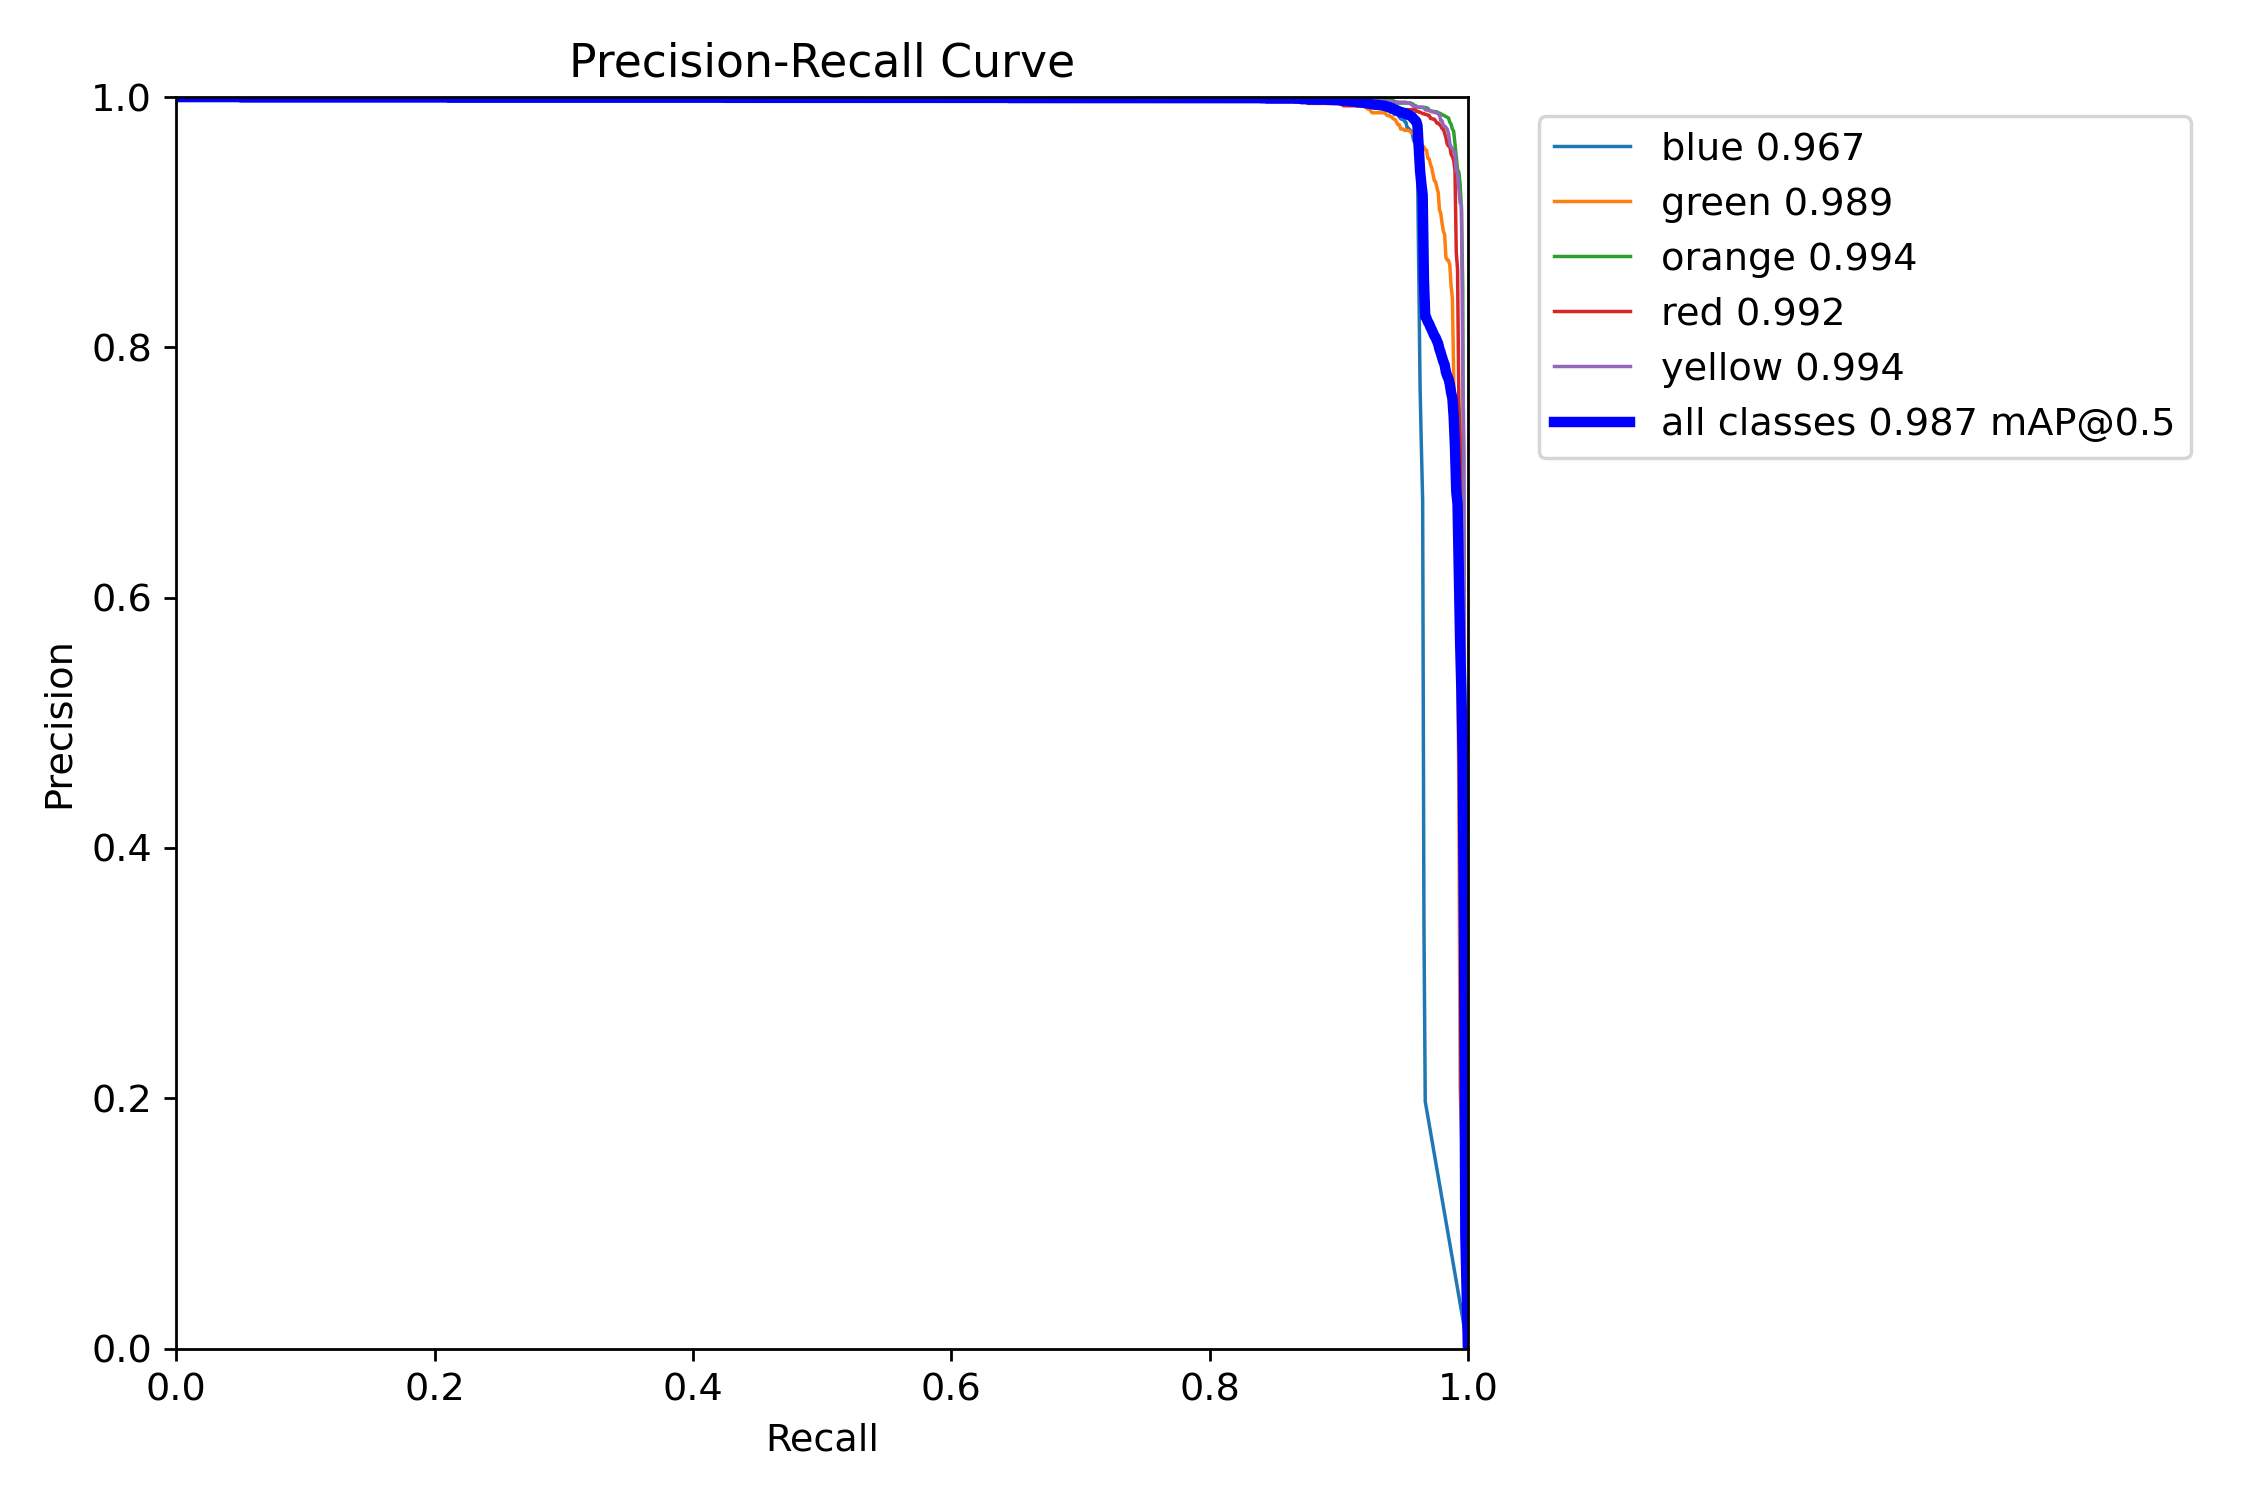 Precision-Recall Curve
1.0
0.8
0.6
0.4
0.2
0.0
Precision
0.0 0.2 0.4 0.6 0.8 1.0
Recall
blue 0.967
green 0.989
orange 0.994
red 0.992
yellow 0.994
all classes 0.987 mAP@0.5